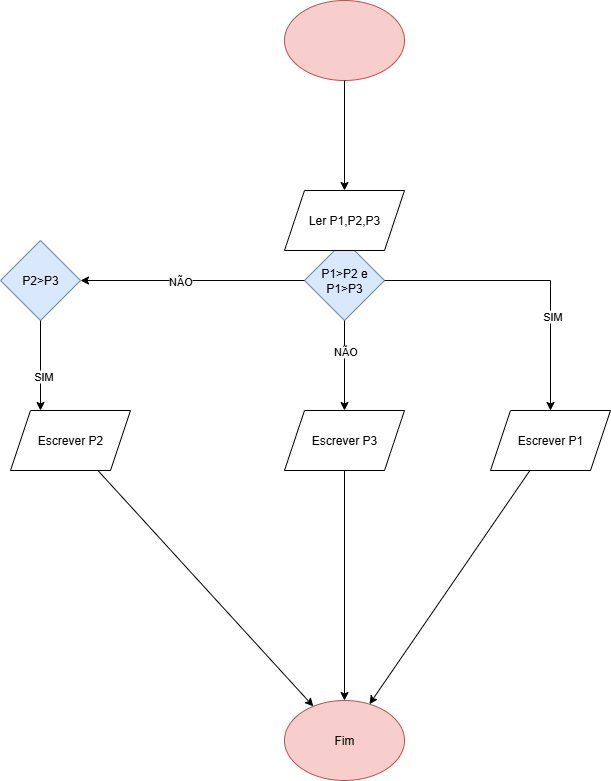 Ler P1,P2,P3
P2>P3
NÃO
P1>P2 e
P1>P3
SIM
NÃO
SIM
Escrever P2
Escrever P3
Escrever P1
Fim